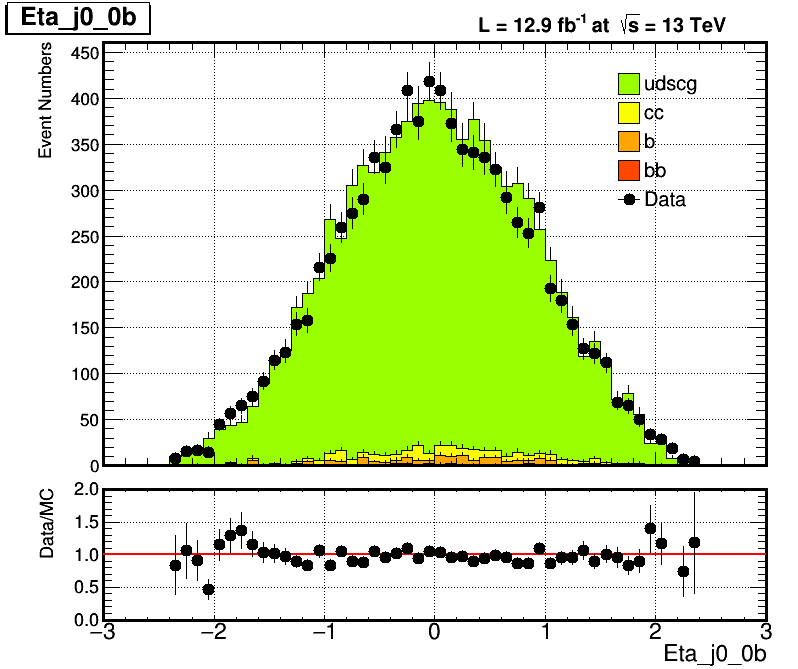 Eta_j0_0b
L = 12.9 fb⁻¹ at √s = 13 TeV
Event Numbers
450
400
350
300
250
200
150
100
50
0
udscg
cc
b
bb
Data
Data/MC
2.0
1.5
1.0
0.5
0.0
−3 −2 −1 0 1 2 3
Eta_j0_0b